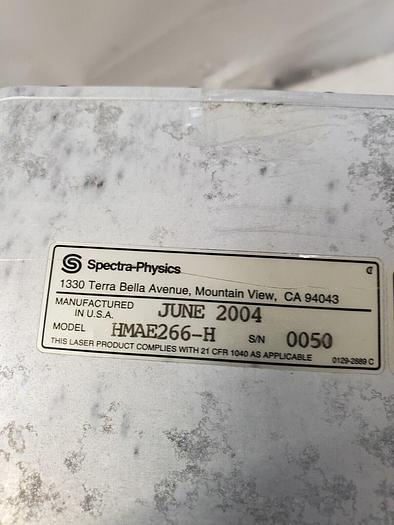 Spectra-Physics
1330 Terra Bella Avenue, Mountain View, CA 94043
MANUFACTURED IN U.S.A. JUNE 2004
MODEL HMAE266-H S/N 0050
THIS LASER PRODUCT COMPLIES WITH 21 CFR 1040 AS APPLICABLE 0129-2889 C